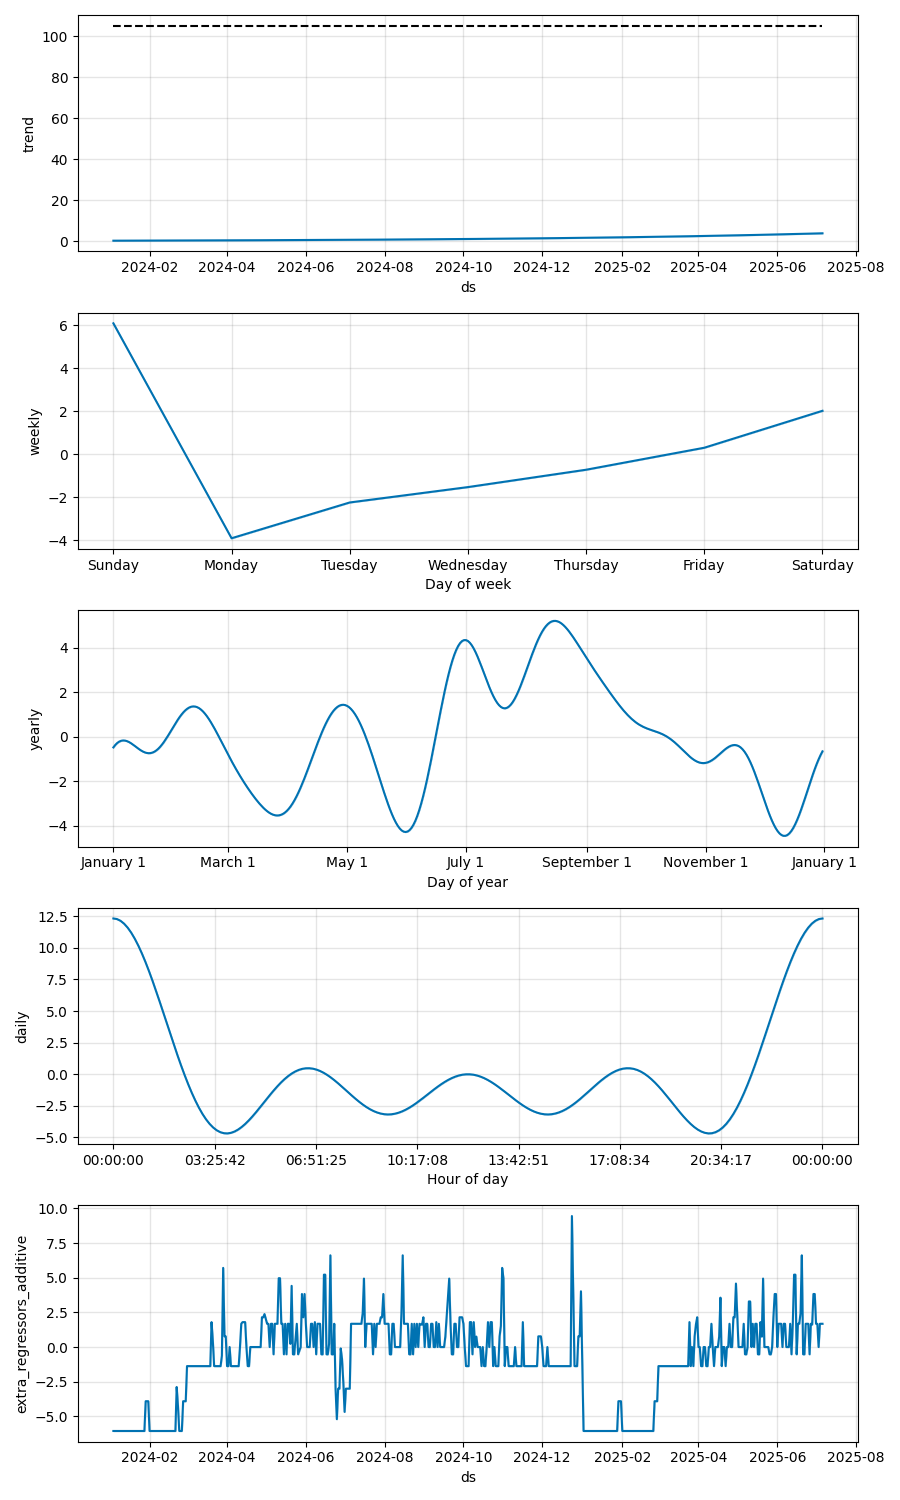 100
80
60
40
20
0
trend
2024-02 2024-04 2024-06 2024-08 2024-10 2024-12 2025-02 2025-04 2025-06 2025-08
ds
6
4
2
0
−2
−4
weekly
Sunday Monday Tuesday Wednesday Thursday Friday Saturday
Day of week
4
2
0
−2
−4
yearly
January 1 March 1 May 1 July 1 September 1 November 1 January 1
Day of year
12.5
10.0
7.5
5.0
2.5
0.0
−2.5
−5.0
daily
00:00:00 03:25:42 06:51:25 10:17:08 13:42:51 17:08:34 20:34:17 00:00:00
Hour of day
10.0
7.5
5.0
2.5
0.0
−2.5
−5.0
extra_regressors_additive
2024-02 2024-04 2024-06 2024-08 2024-10 2024-12 2025-02 2025-04 2025-06 2025-08
ds